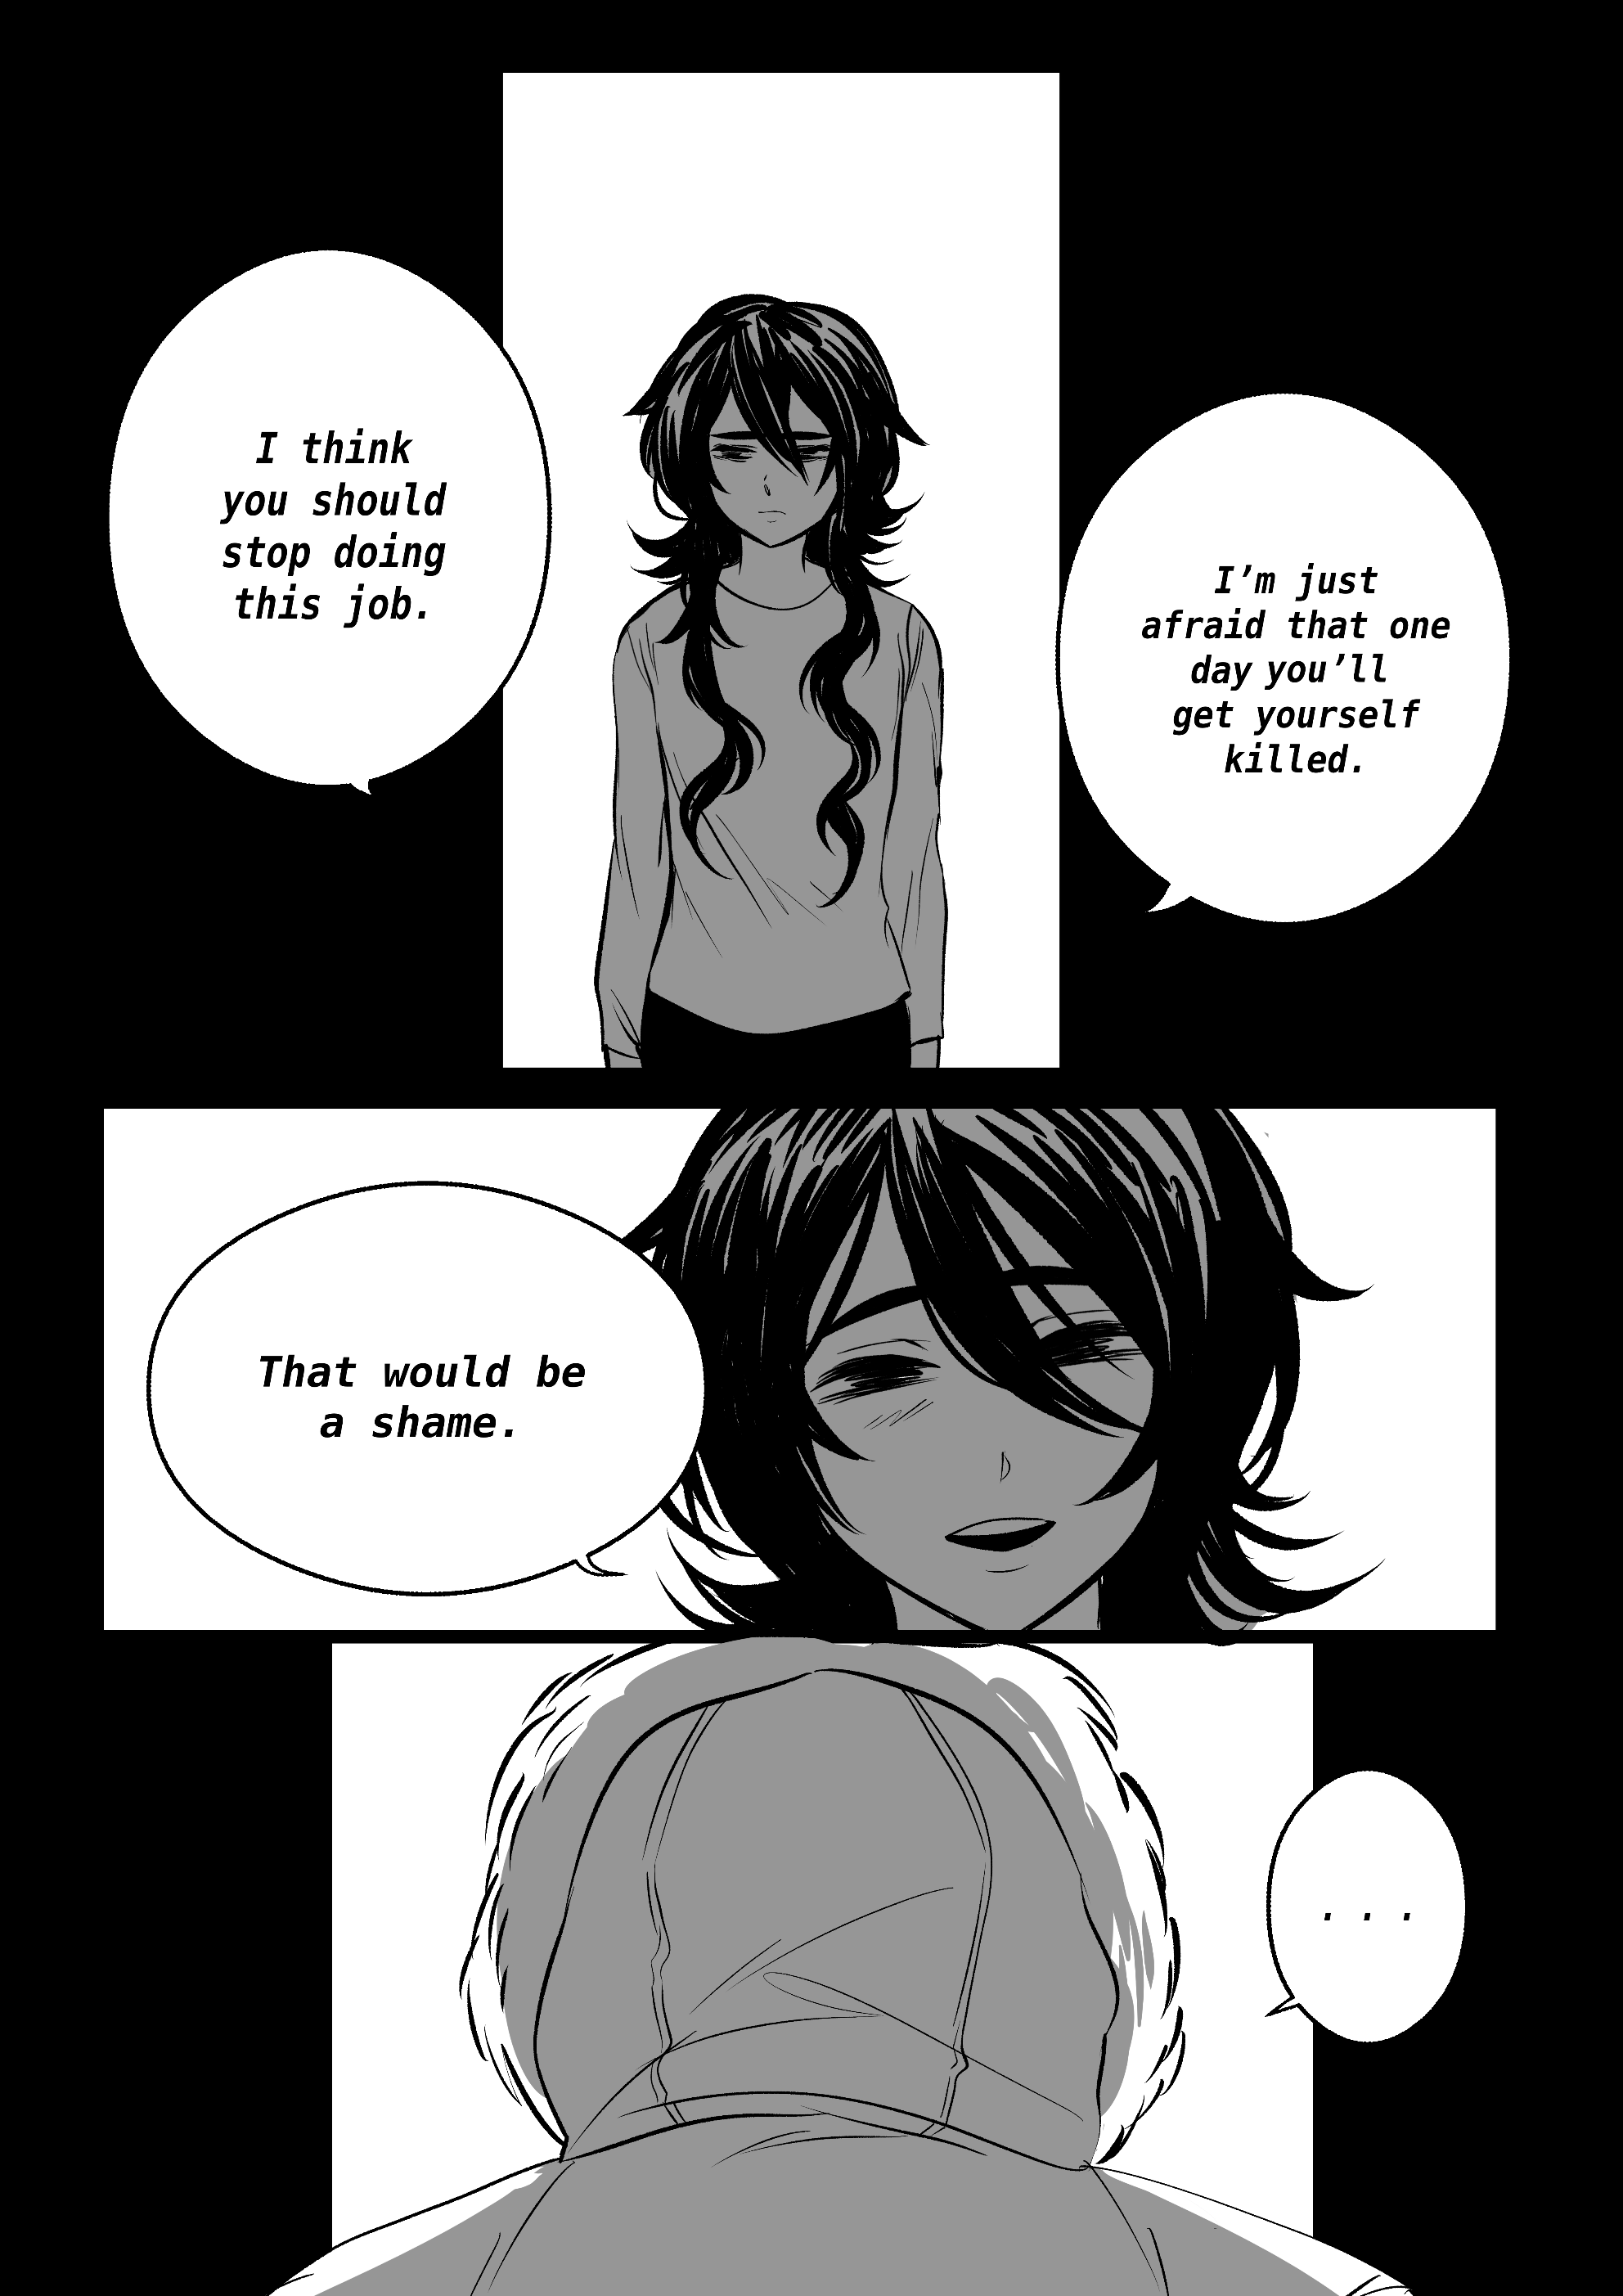 I think
you should
stop doing
this job.
I’m just
afraid that one
day you’ll
get yourself
killed.
That would be
a shame.
. . .